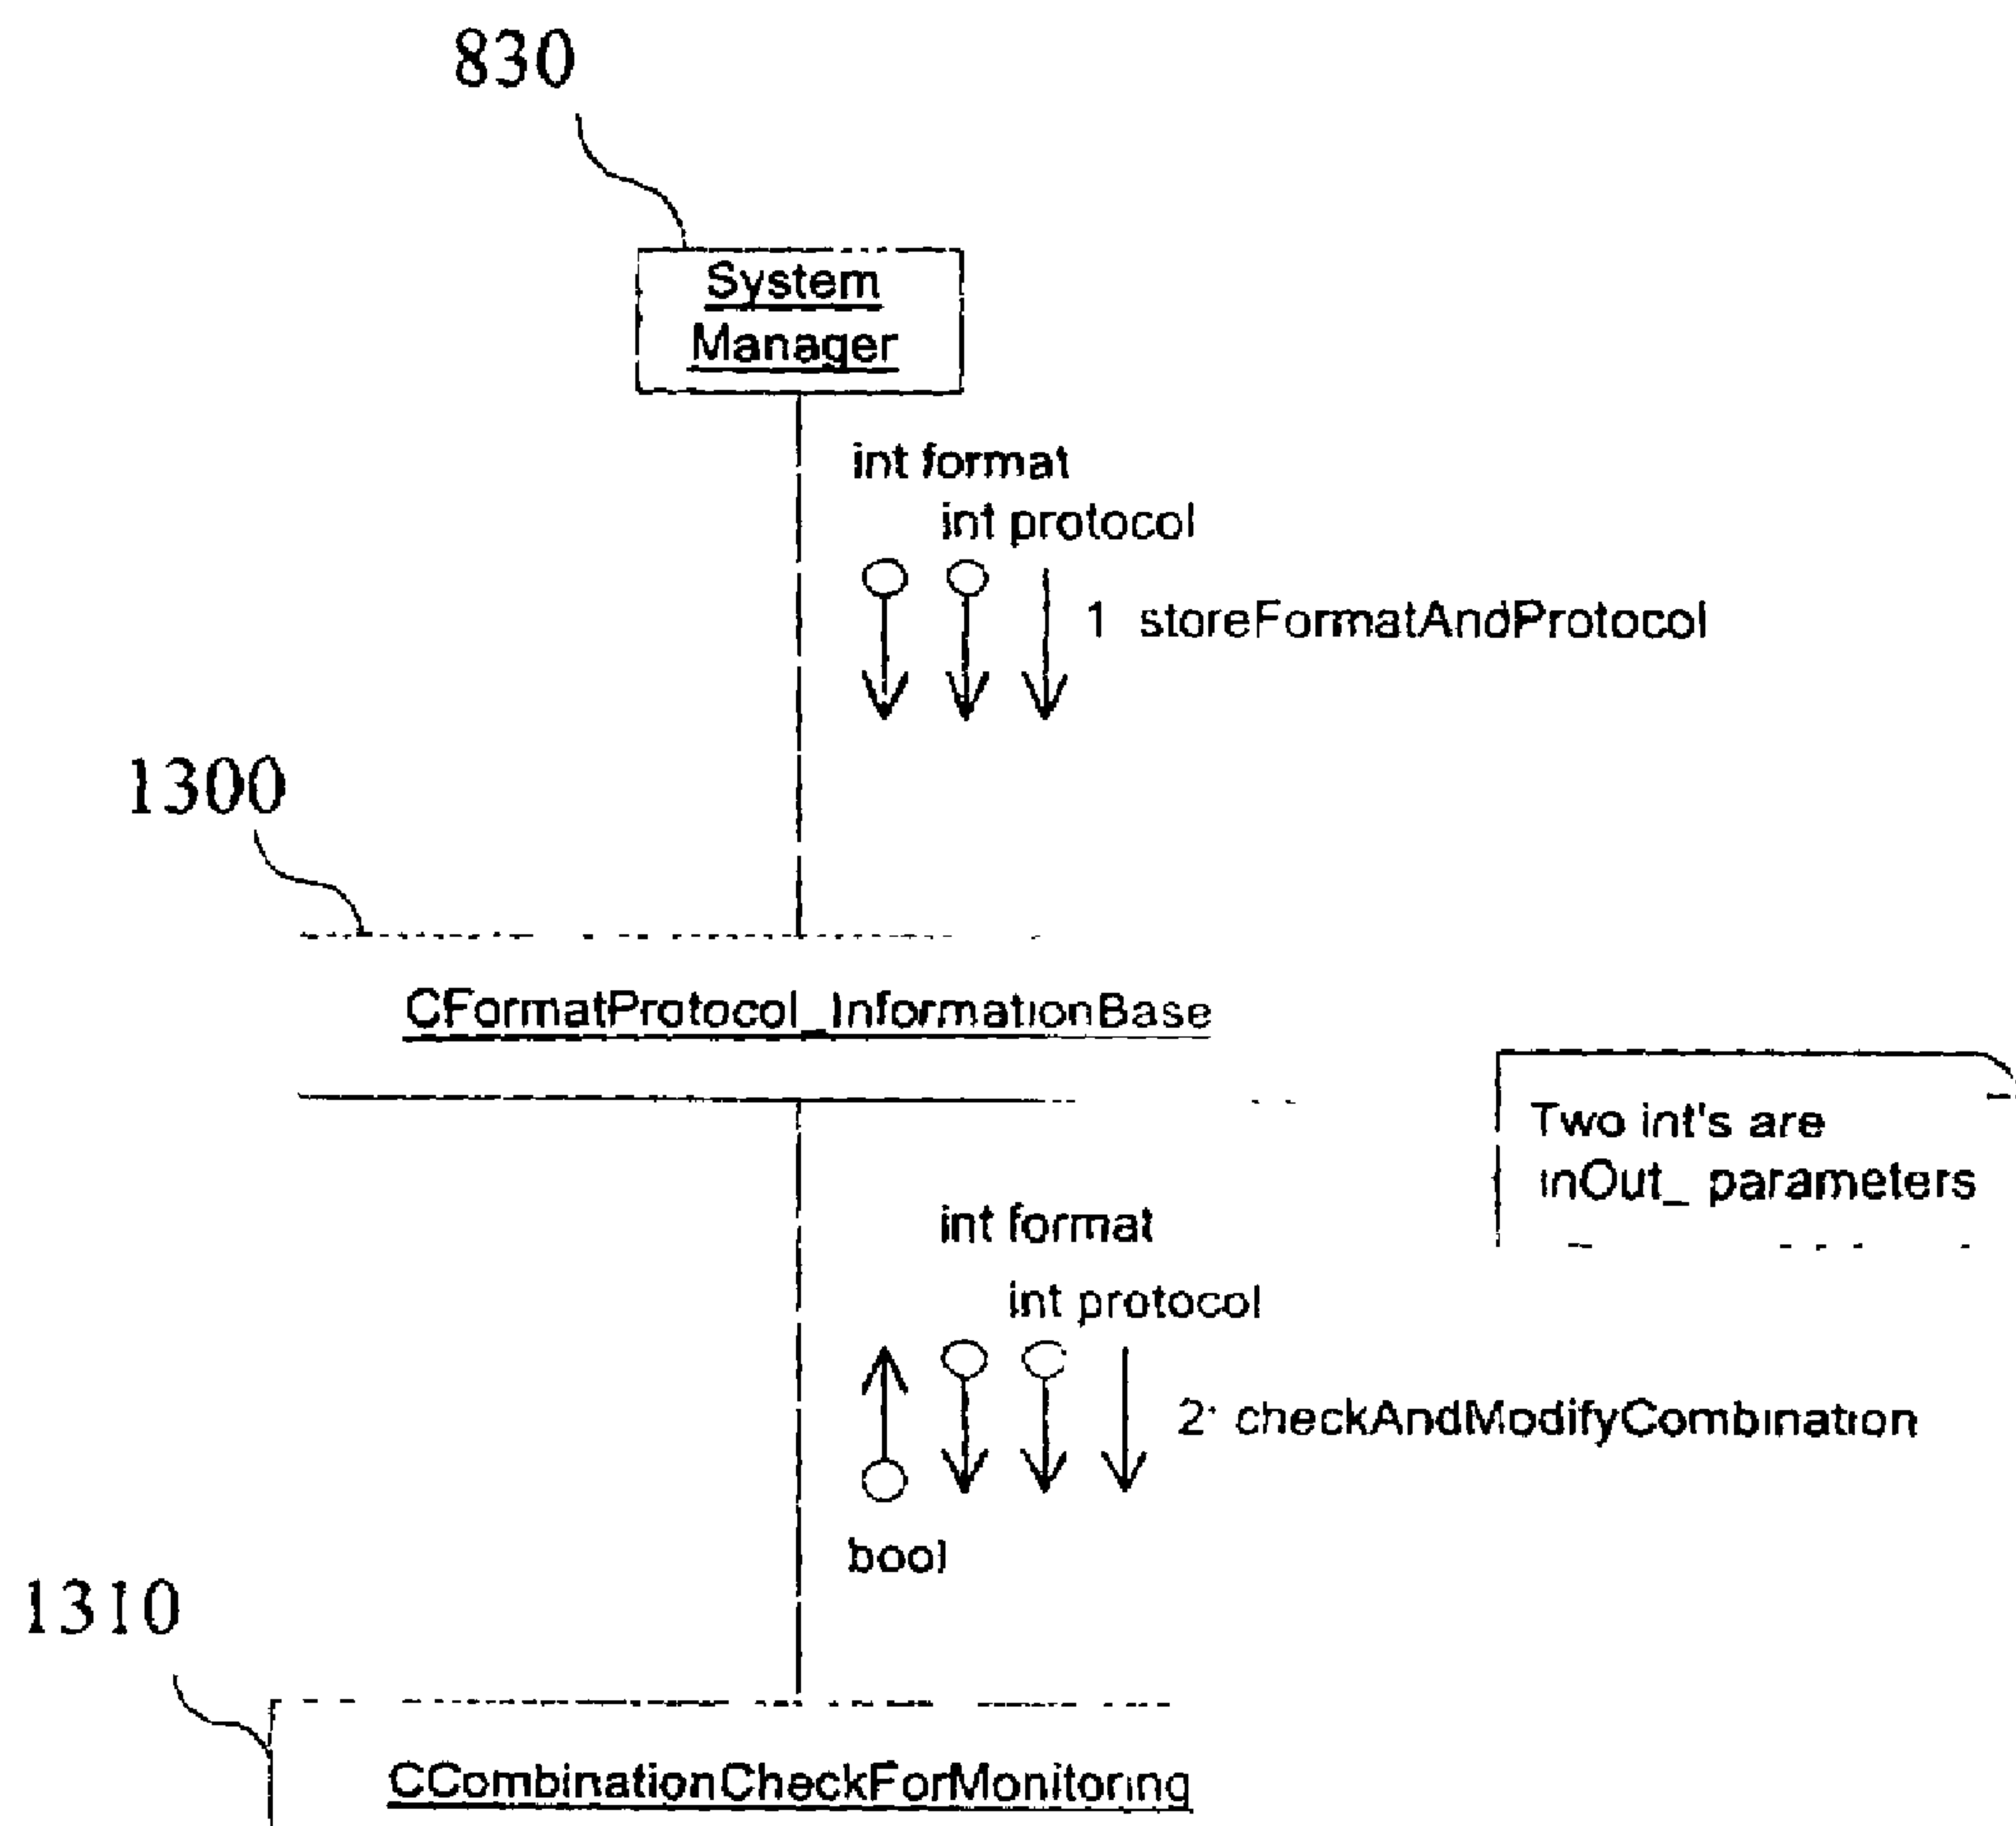 830
System
Manager
int format
int protocol
1 storeFormatAndProtocol
1300
CFormatProtocol_InformationBase
Two int's are
inOut_ parameters
int format
int protocol
2: checkAndModifyCombination
bool
1310
CCombinationCheckForMonitoring